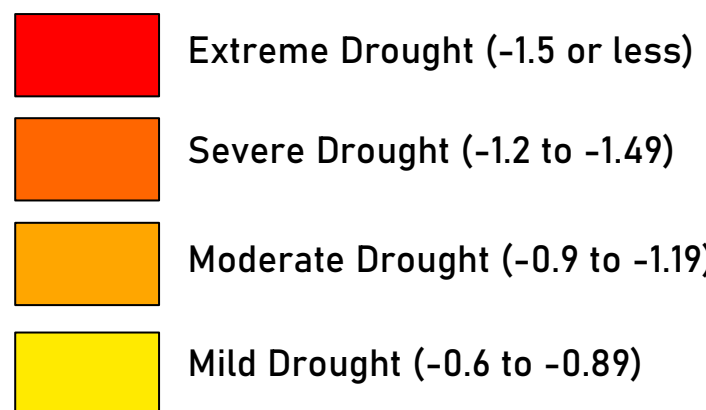 Extreme Drought (-1.5 or less)
Severe Drought (-1.2 to -1.49)
Moderate Drought (-0.9 to -1.19)
Mild Drought (-0.6 to -0.89)